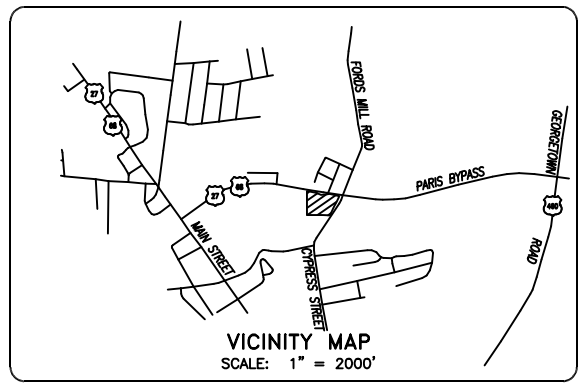 27
68
FORDS MILL ROAD
GEORGETOWN
ROAD
PARIS BYPASS
27
68
460
MAIN STREET
CYPRESS STREET
VICINITY MAP
SCALE: 1" = 2000'